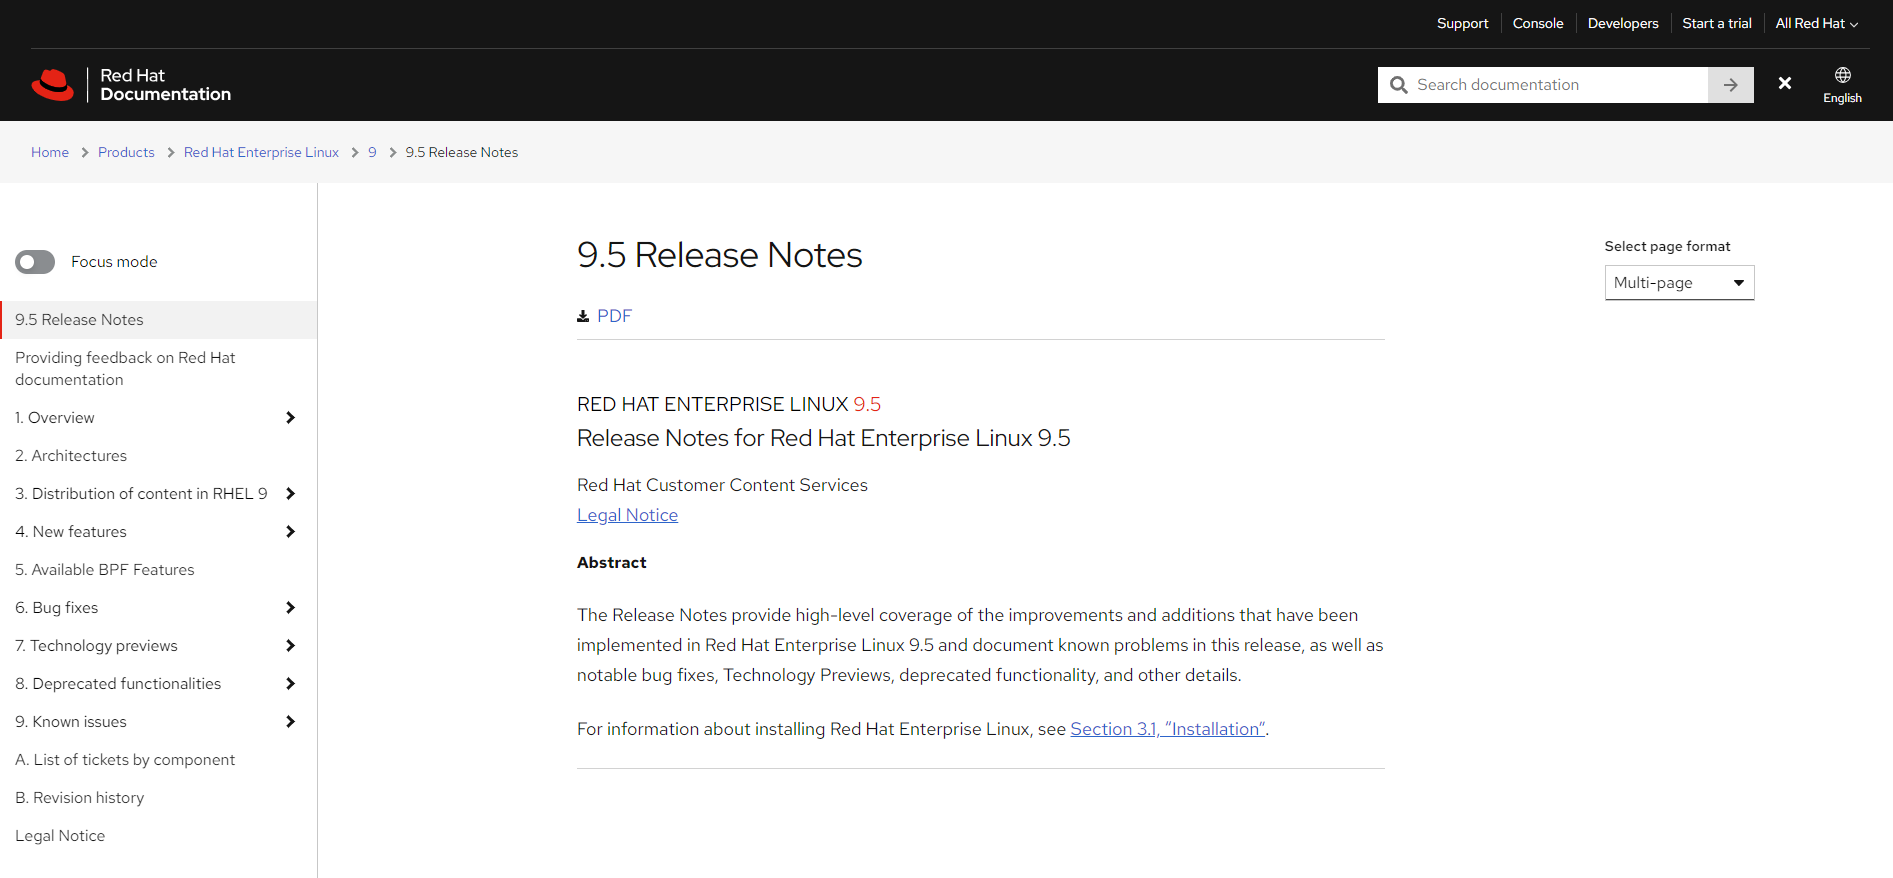 Support
Console
Developers
Start a trial
All Red Hat
Red Hat
Documentation
Search documentation
English
Home
Products
Red Hat Enterprise Linux
9
9.5 Release Notes
Focus mode
9.5 Release Notes
Providing feedback on Red Hat
documentation
1. Overview
2. Architectures
3. Distribution of content in RHEL 9
4. New features
5. Available BPF Features
6. Bug fixes
7. Technology previews
8. Deprecated functionalities
9. Known issues
A. List of tickets by component
B. Revision history
Legal Notice
9.5 Release Notes
PDF
RED HAT ENTERPRISE LINUX 9.5
Release Notes for Red Hat Enterprise Linux 9.5
Red Hat Customer Content Services
Legal Notice
Abstract
The Release Notes provide high-level coverage of the improvements and additions that have been
implemented in Red Hat Enterprise Linux 9.5 and document known problems in this release, as well as
notable bug fixes, Technology Previews, deprecated functionality, and other details.
For information about installing Red Hat Enterprise Linux, see Section 3.1, “Installation”.
Select page format
Multi-page